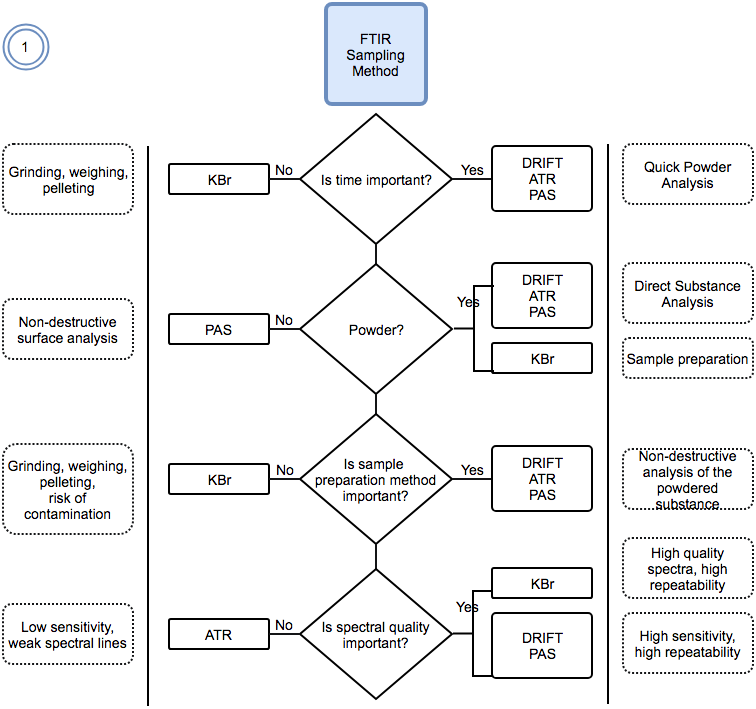 1
FTIR
Sampling
Method
Grinding, weighing,
pelleting
KBr
No
Is time important?
Yes
DRIFT
ATR
PAS
Quick Powder
Analysis
Non-destructive
surface analysis
PAS
No
Powder?
Yes
DRIFT
ATR
PAS
KBr
Direct Substance
Analysis
Sample preparation
Grinding, weighing,
pelleting,
risk of
contamination
KBr
No
Is sample
preparation method
important?
Yes
DRIFT
ATR
PAS
Non-destructive
analysis of the
powdered
substance
Low sensitivity,
weak spectral lines
ATR
No
Is spectral quality
important?
Yes
KBr
DRIFT
PAS
High quality
spectra, high
repeatability
High sensitivity,
high repeatability